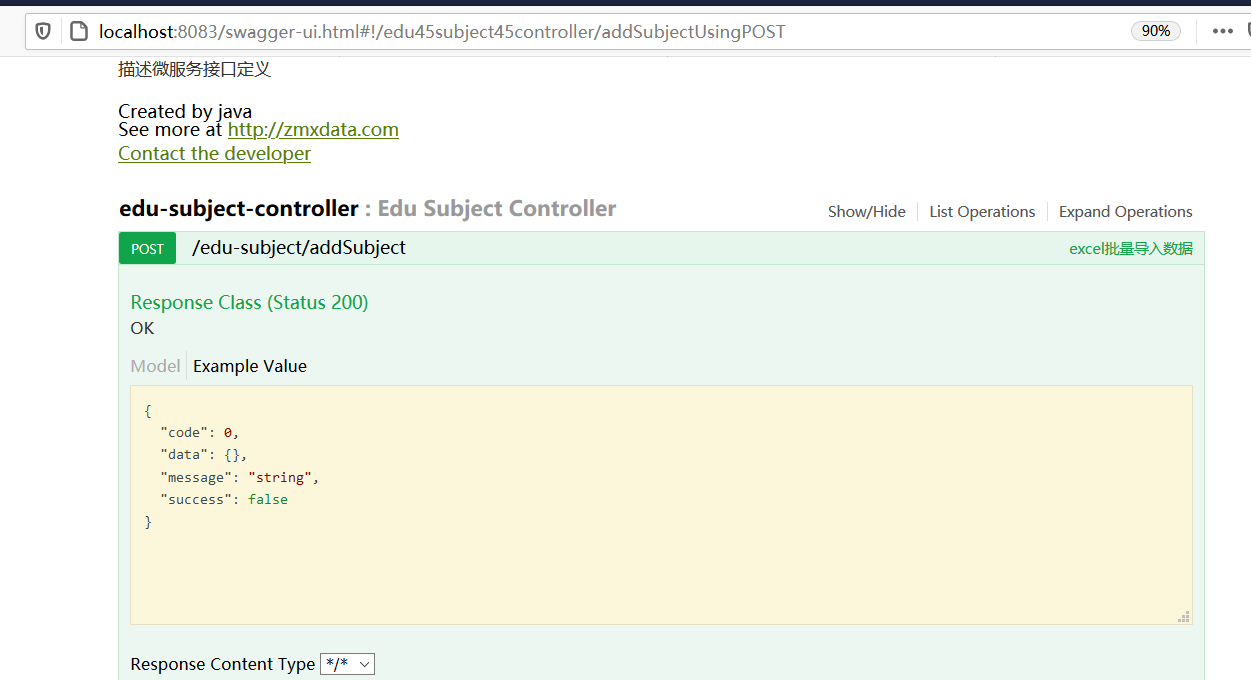 localhost:8083/swagger-ui.html#!/edu45subject45controller/addSubjectUsingPOST
90%
描述微服务接口定义
Created by java
See more at http://zmxdata.com
Contact the developer
edu-subject-controller : Edu Subject Controller
Show/Hide
List Operations
Expand Operations
POST
/edu-subject/addSubject
excel批量导入数据
Response Class (Status 200)
OK
Model
Example Value
{
"code": 0,
"data": {},
"message": "string",
"success": false
}
Response Content Type */*